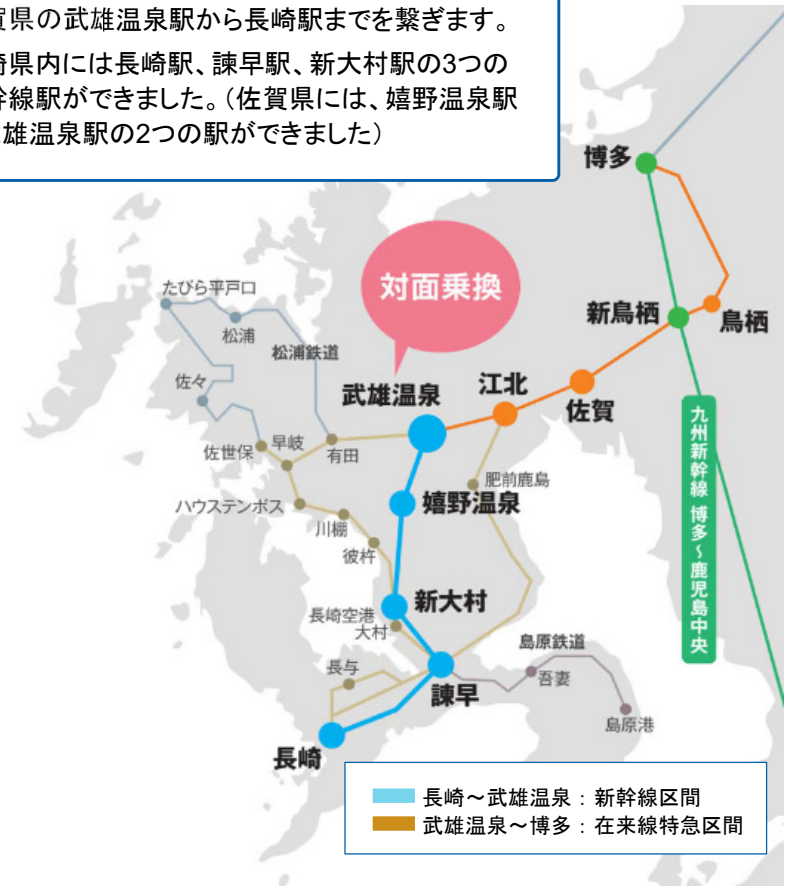 賀県の武雄温泉駅から長崎駅までを繋ぎます。
崎県内には長崎駅、諫早駅、新大村駅の3つの
幹線駅ができました。(佐賀県には、嬉野温泉駅
雄温泉駅の2つの駅ができました)
博多
対面乗換
たびら平戸口
新鳥栖
鳥栖
松浦
松浦鉄道
江北
武雄温泉
佐々
佐賀
早岐
佐世保
有田
九州新幹線 博多~鹿児島中央
肥前鹿島
ハウステンボス
嬉野温泉
川棚
彼杵
新大村
長崎空港
大村
島原鉄道
長与
吾妻
諫早
島原港
長崎
長崎～武雄温泉:新幹線区間
武雄温泉～博多:在来線特急区間